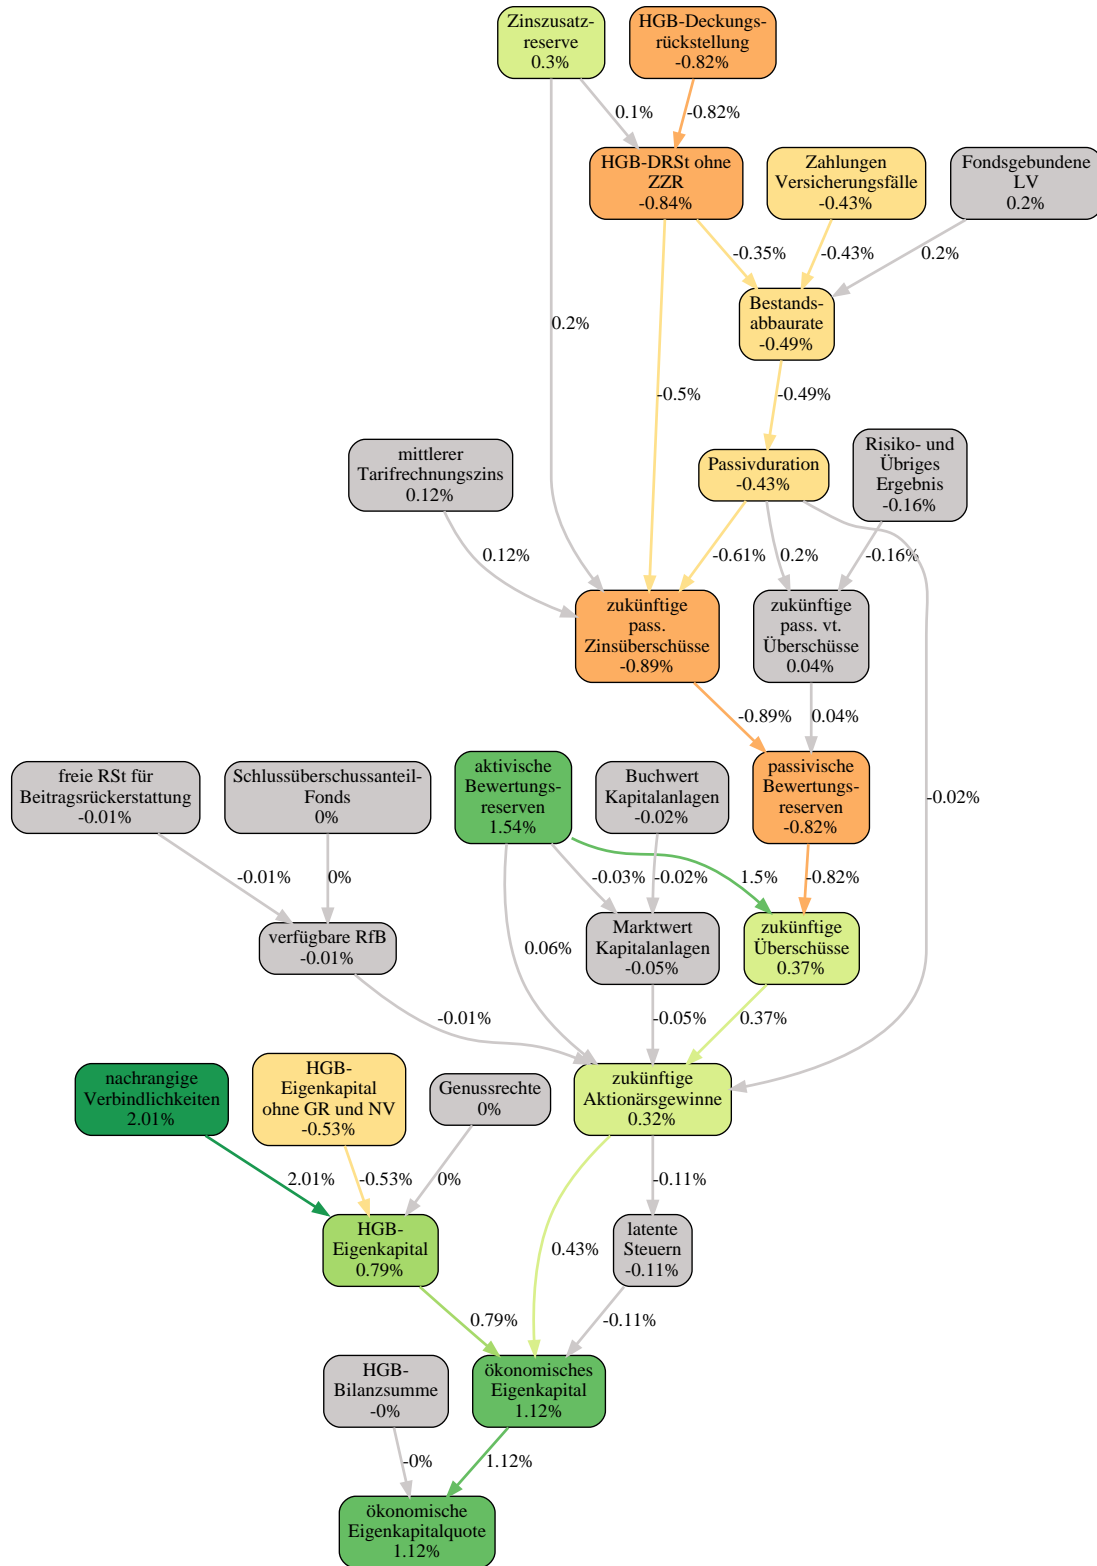 Zinszusatz-
reserve
0.3%
HGB-Deckungs-
rückstellung
-0.82%
0.1%
-0.82%
HGB-DRSt ohne
ZZR
-0.84%
Zahlungen
Versicherungsfälle
-0.43%
Fondsgebundene
LV
0.2%
-0.35%
-0.43%
0.2%
Bestands-
abbaurate
-0.49%
0.2%
-0.5%
-0.49%
mittlerer
Tarifrechnungszins
0.12%
Passivduration
-0.43%
Risiko- und
Übriges
Ergebnis
-0.16%
0.12%
-0.61%
0.2%
-0.16%
zukünftige
pass.
Zinsüberschüsse
-0.89%
zukünftige
pass. vt.
Überschüsse
0.04%
-0.89%
0.04%
-0.02%
freie RSt für
Beitragsrückerstattung
-0.01%
Schlussüberschussanteil-
Fonds
0%
aktivische
Bewertungs-
reserven
1.54%
Buchwert
Kapitalanlagen
-0.02%
passivische
Bewertungs-
reserven
-0.82%
-0.01%
0%
-0.03%
-0.02%
1.5%
-0.82%
verfügbare RfB
-0.01%
0.06%
Marktwert
Kapitalanlagen
-0.05%
zukünftige
Überschüsse
0.37%
-0.01%
-0.05%
0.37%
nachrangige
Verbindlichkeiten
2.01%
HGB-
Eigenkapital
ohne GR und NV
-0.53%
Genussrechte
0%
zukünftige
Aktionärsgewinne
0.32%
2.01%
-0.53%
0%
-0.11%
HGB-
Eigenkapital
0.79%
0.43%
latente
Steuern
-0.11%
0.79%
-0.11%
HGB-
Bilanzsumme
-0%
ökonomisches
Eigenkapital
1.12%
-0%
1.12%
ökonomische
Eigenkapitalquote
1.12%